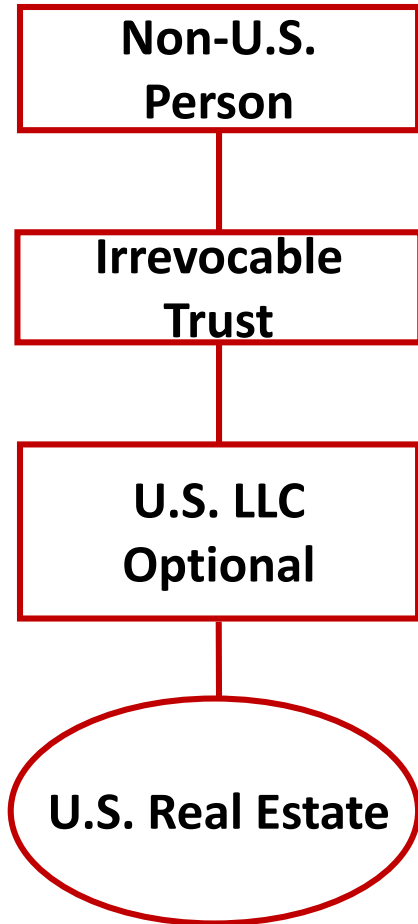 Non-U.S.
Person
Irrevocable
Trust
U.S. LLC
Optional
U.S. Real Estate